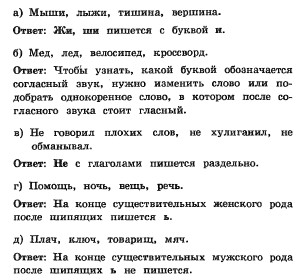 а) Мыши, лыжи, тишина, вершина.
Ответ: Жи, ши пишется с буквой и.
б) Мед, лед, велосипед, кроссворд.
Ответ: Чтобы узнать, какой буквой обозначается
согласный звук, нужно изменить слово или по-
добрать однокоренное слово, в котором после со-
гласного звука стоит гласный.
в) Не говорил плохих слов, не хулиганил, не
обманывал.
Ответ: Не с глаголами пишется раздельно.
г) Помощь, ночь, вещь, речь.
Ответ: На конце существительных женского рода
после шипящих пишется ь.
д) Плач, ключ, товарищ, мяч.
Ответ: На конце существительных мужского рода
после шипящих ь не пишется.